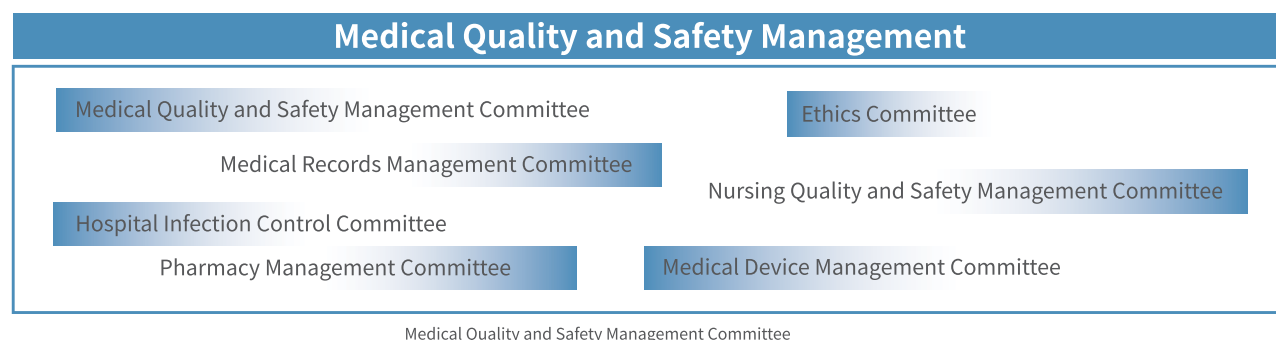 Medical Quality and Safety Management
Medical Quality and Safety Management Committee
Ethics Committee
Medical Records Management Committee
Nursing Quality and Safety Management Committee
Hospital Infection Control Committee
Pharmacy Management Committee
Medical Device Management Committee
Medical Quality and Safety Management Committee